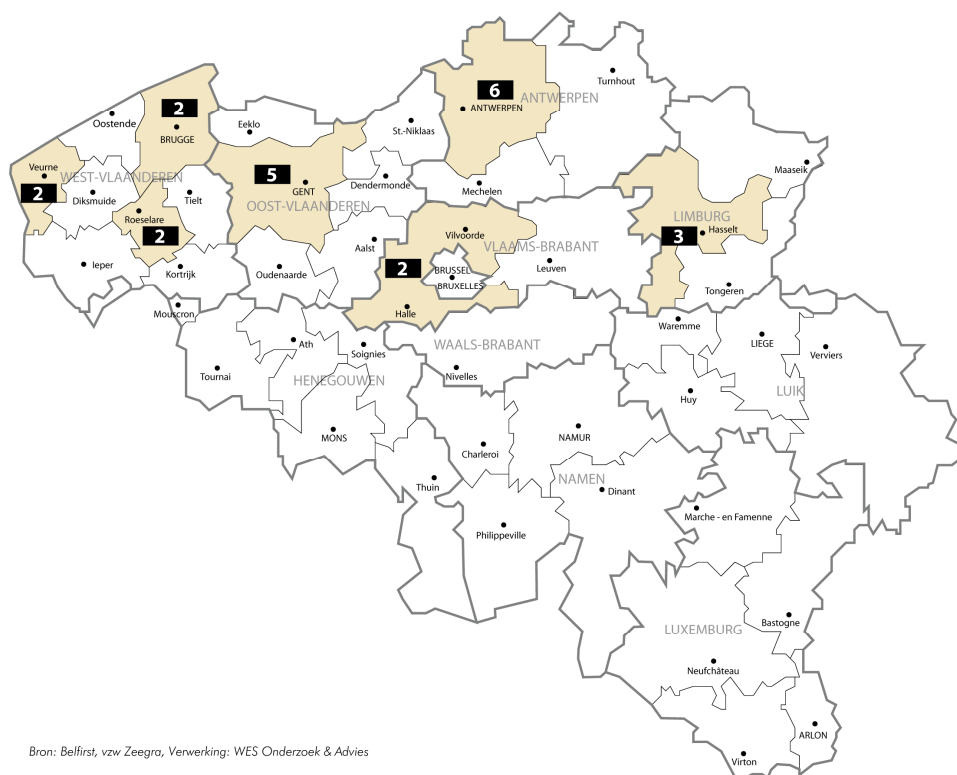 Turnhout
6
ANTWERPEN
ANTWERPEN
2
Oostende
BRUGGE
Eeklo
St.-Niklaas
Veurne
WEST-VLAANDEREN
2
Diksmuide
Tielt
5
GENT
OOST-VLAANDEREN
Dendermonde
Mechelen
Maaseik
Roeselare
2
LIMBURG
Hasselt
3
Vilvoorde
VLAAMS-BRABANT
Aalst
Ieper
Kortrijk
Oudenaarde
2
BRUSSEL
BRUXELLES
Leuven
Tongeren
Mouscron
Halle
Waremme
LIEGE
Verviers
Ath
Soignies
WAALS-BRABANT
Tournai
HENEGOUWEN
Nivelles
Huy
LUIK
MONS
Charleroi
NAMUR
Thuin
NAMEN
Dinant
Marche - en Famenne
Philippeville
Bastogne
LUXEMBURG
Neufchâteau
ARLON
Virton
Bron: Belfirst, vzw Zeegra, Verwerking: WES Onderzoek & Advies